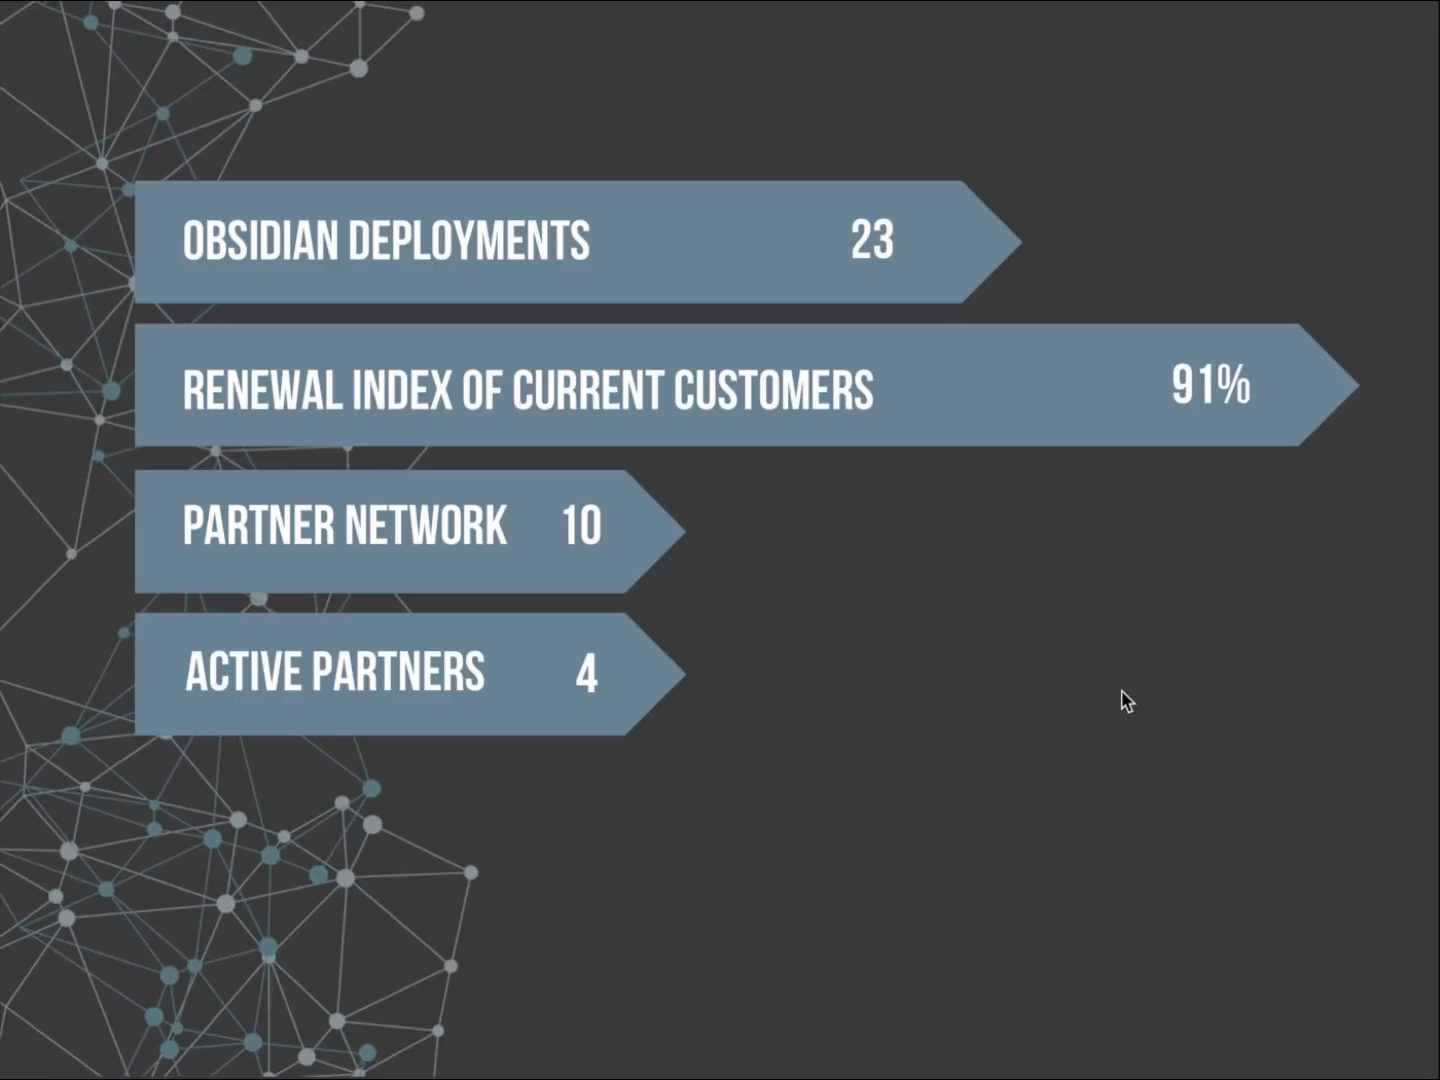 OBSIDIAN DEPLOYMENTS 23
RENEWAL INDEX OF CURRENT CUSTOMERS 91%
PARTNER NETWORK 10
ACTIVE PARTNERS 4